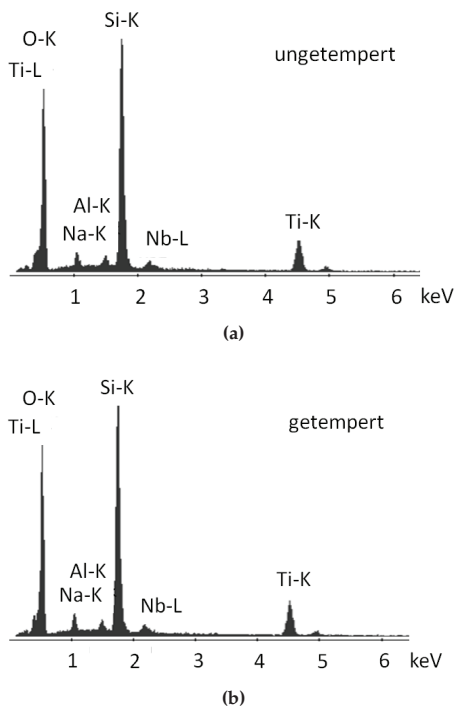 Si-K
O-K
ungetempert
Ti-L
Al-K
Ti-K
Na-K
Nb-L
1 2 3 4 5 6 keV
(a)
Si-K
O-K
getempert
Ti-L
Al-K
Ti-K
Na-K
Nb-L
1 2 3 4 5 6 keV
(b)